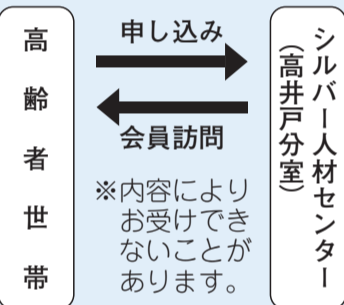 高齢者世帯
申し込み
会員訪問
※内容により
お受けでき
ないことが
あります。
シルバー人材センター
(高井戸分室)